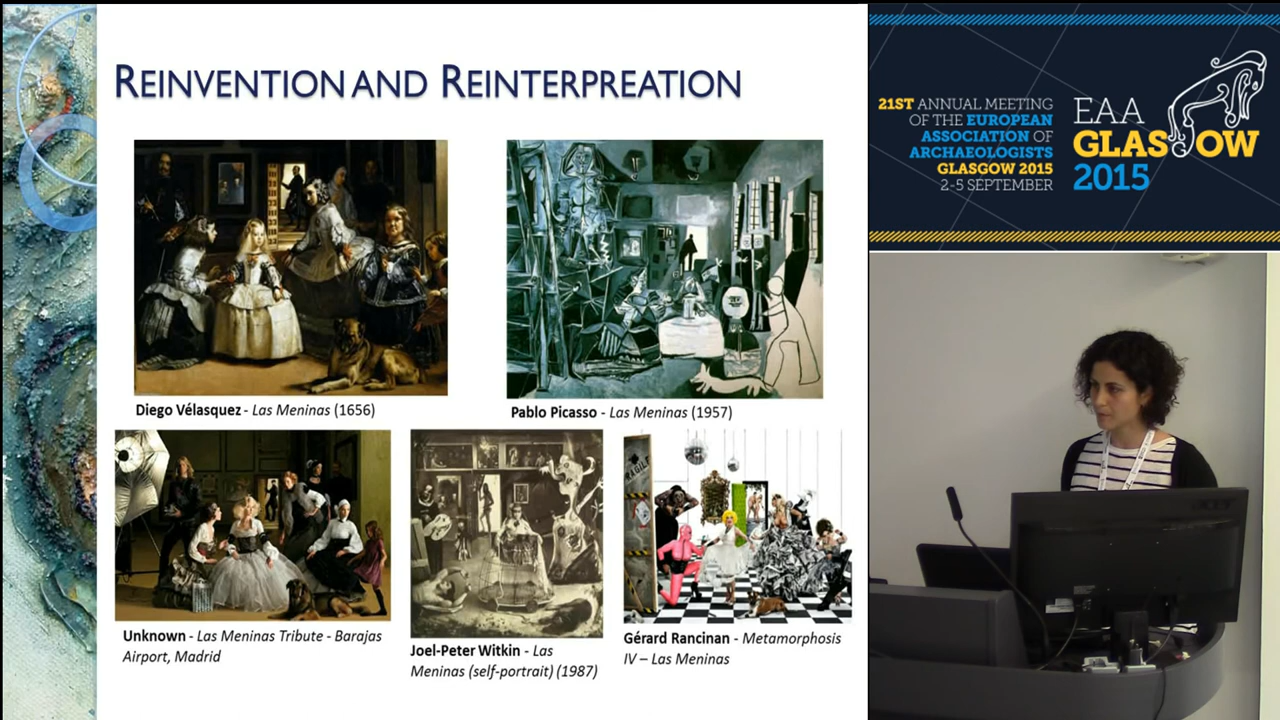 REINVENTION AND REINTERPREATION
Diego Vélasquez - Las Meninas (1656)
Pablo Picasso - Las Meninas (1957)
Unknown - Las Meninas Tribute - Barajas
Airport, Madrid
Joel-Peter Witkin - Las
Meninas (self-portrait) (1987)
Gérard Rancinan - Metamorphosis
IV – Las Meninas
FRAGILE
21ST ANNUAL MEETING
OF THE EUROPEAN
ASSOCIATION OF
ARCHAEOLOGISTS
GLASGOW 2015
2-5 SEPTEMBER
EAA
GLASGOW
2015